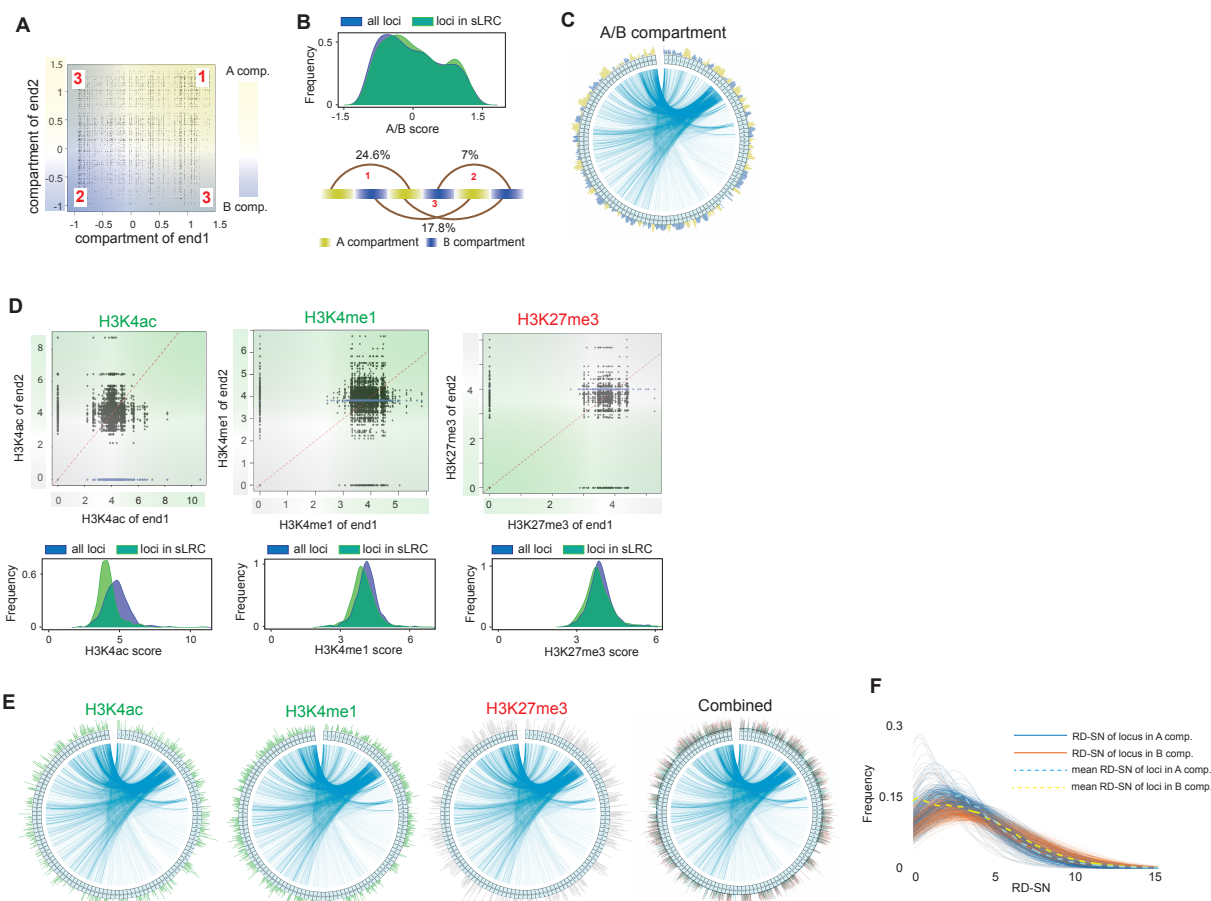 A
compartment of end2
1.5
1
0.5
0
-0.5
-1
3
1
2
3
-1
-0.5
0
0.5
1
1.5
compartment of end1
A comp.
B comp.
B
all loci
loci in sLRC
Frequency
0.5
-1.5
0
1.5
A/B score
24.6%
7%
1
2
3
17.8%
A compartment
B compartment
C
A/B compartment
D
H3K4ac
H3K4ac of end2
8
6
4
2
0
0
2
4
6
8
10
H3K4ac of end1
H3K4me1
H3K4me1 of end2
7
6
5
4
3
2
1
0
0
1
2
3
4
5
H3K4me1 of end1
H3K27me3
H3K27me3 of end2
6
4
2
0
0
2
4
H3K27me3 of end1
all loci
loci in sLRC
Frequency
0.6
0
0
5
10
H3K4ac score
all loci
loci in sLRC
Frequency
1
0
0
3
6
H3K4me1 score
all loci
loci in sLRC
Frequency
1
0
0
3
6
H3K27me3 score
E
H3K4ac
H3K4me1
H3K27me3
Combined
F
0.3
0.15
0
Frequency
RD-SN of locus in A comp.
RD-SN of locus in B comp.
mean RD-SN of loci in A comp.
mean RD-SN of loci in B comp.
0
5
10
15
RD-SN